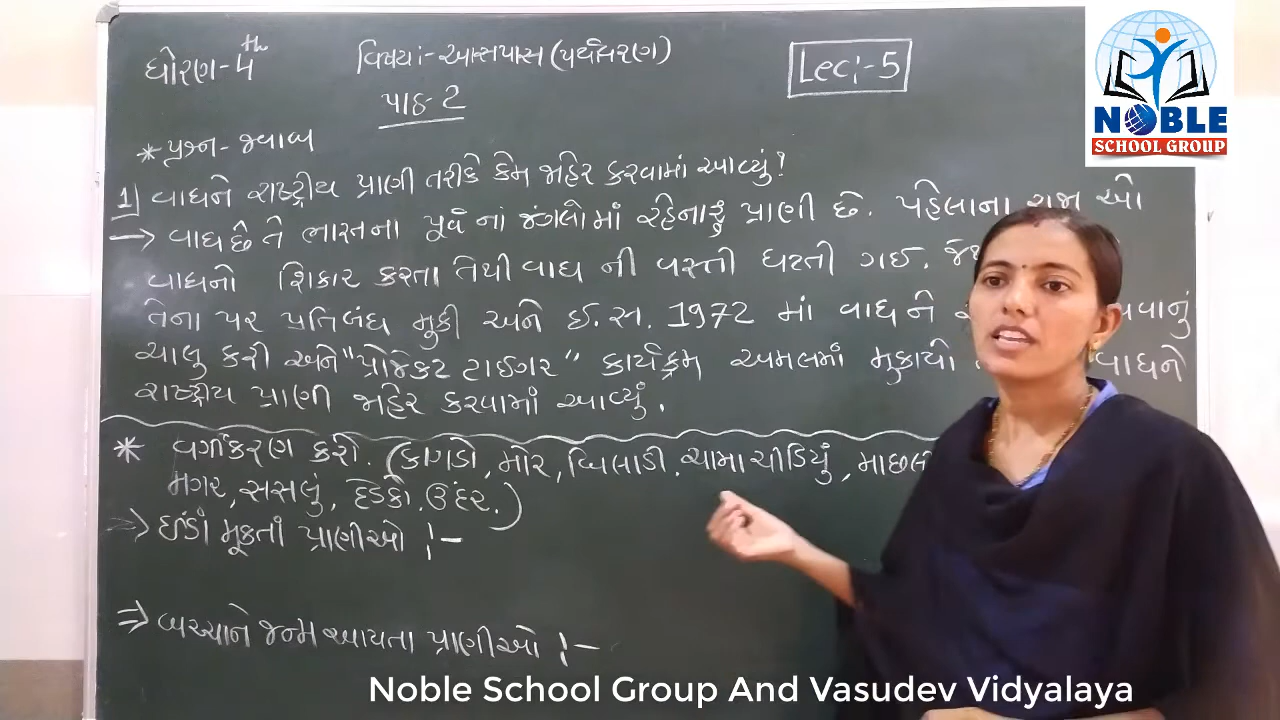 ધોરણ-4th વિષય:- આસપાસ (પર્યાવરણ) Lec:-5
પાઠ-2
NOBLE
SCHOOL GROUP
* પ્રશ્ન-જવાબ
1 વાઘને રાષ્ટ્રીય પ્રાણી તરીકે કેમ જાહેર કરવામાં આવ્યું?
→ વાઘ છે તે ભારતના પૂર્વ નાં જંગલોમાં રહેનારૂં પ્રાણી છે. પહેલાના રાજા ઓ
વાઘનો શિકાર કરતા તેથી વાઘ ની વસ્તી ઘટતી ગઈ.
તેના પર પ્રતિબંધ મુકી અને ઈ.સ. 1972 માં વાઘ ને
ચાલુ કરી અને "પ્રોજેકટ ટાઈગર" કાર્યક્રમ અમલમાં મુકાયો વાઘને
રાષ્ટ્રીય પ્રાણી જાહેર કરવામાં આવ્યું.
* વર્ગીકરણ કરો. (કાગડો, મોર, બિલાડી, ચામાચીડિયું,
મગર, સસલું, દેડકો, ઉંદર.)
⇒ ઈંડાં મૂકતાં પ્રાણીઓ :-
⇒ બચ્ચાને જન્મ આપતા પ્રાણીઓ :-
Noble School Group And Vasudev Vidyalaya